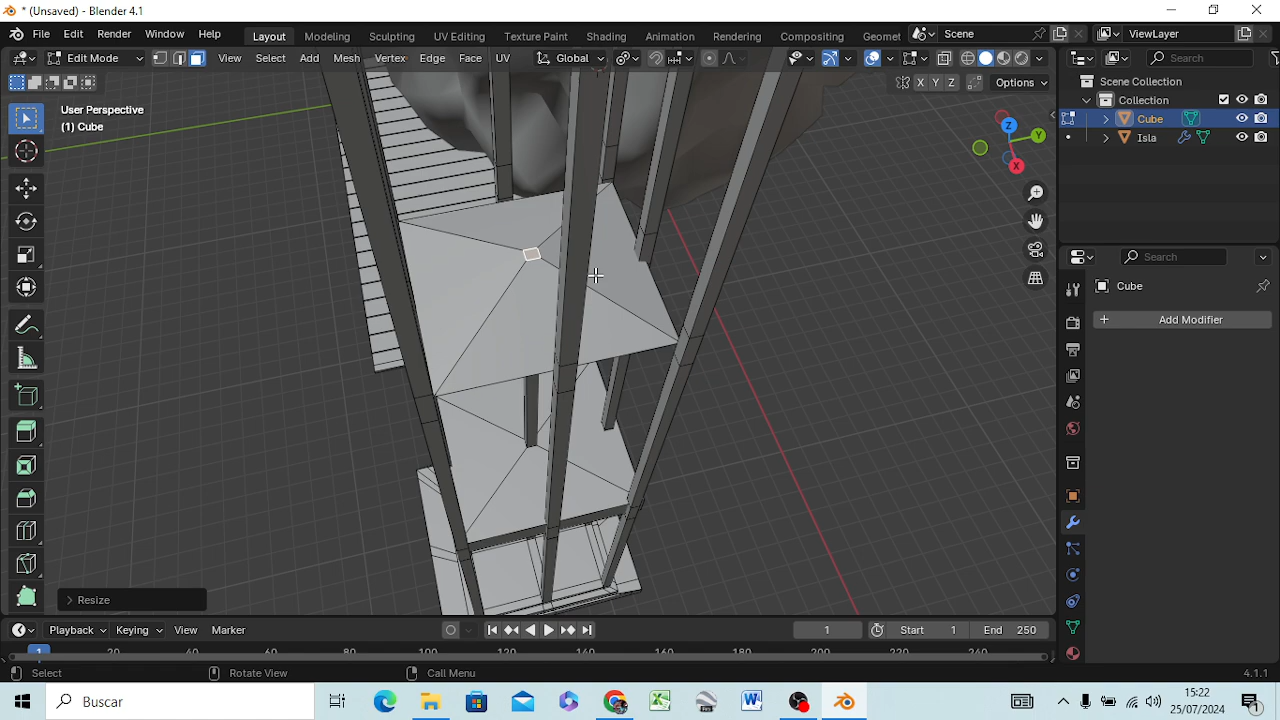 * (Unsaved) - Blender 4.1
File Edit Render Window Help Layout Modeling Sculpting UV Editing Texture Paint Shading Animation Rendering Compositing Geomet Scene ViewLayer
Edit Mode View Select Add Mesh Vertex Edge Face UV Global Search
X Y Z Options
User Perspective
(1) Cube
Z
Y
X
Scene Collection
Collection
Cube
Isla
Search
Cube
Add Modifier
Resize
Playback Keying View Marker 1 Start 1 End 250
20 40 60 80 100 120 140 160 180 200 220 240
Select Rotate View Call Menu 4.1.1
Buscar
15:22
25/07/2024
1